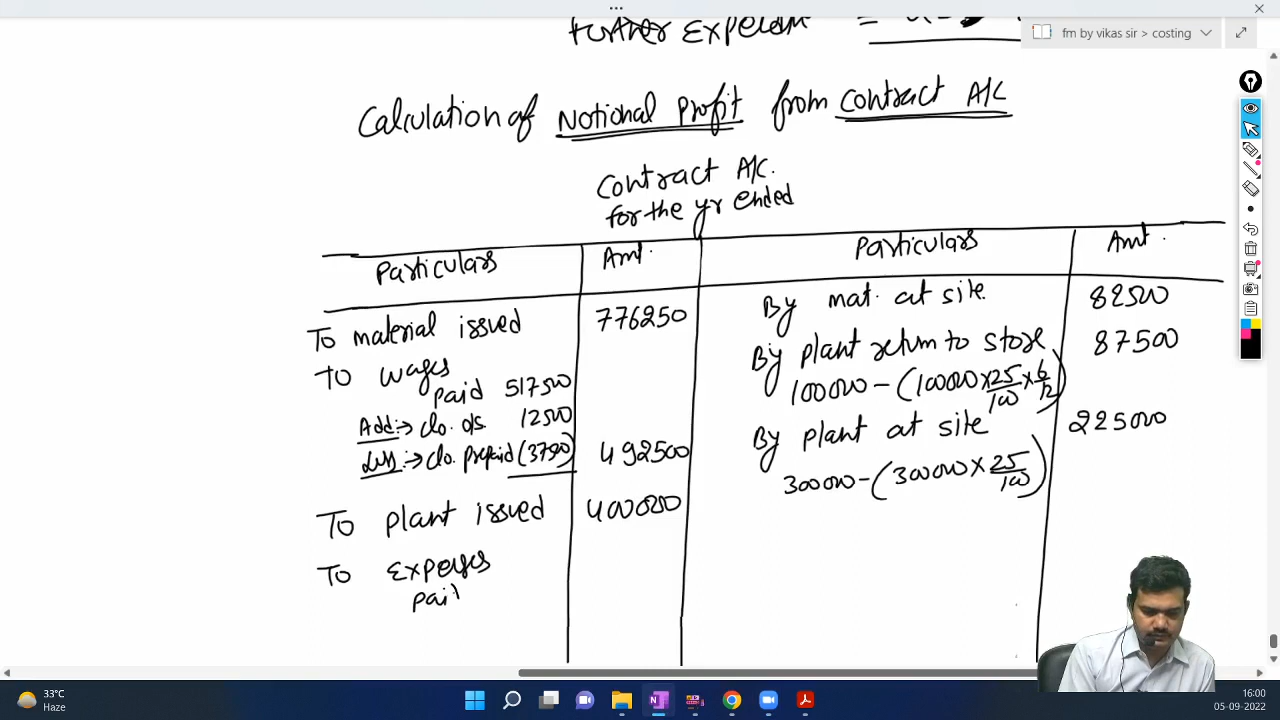 further Expe
fm by vikas sir > costing
Calculation of Notional Profit from Contract A/C
Contract A/C.
for the yr ended
Particulars Amt. Particulars Amt.
To material issued 776250 By mat. at site 82500
To wages By plant return to store 87500
paid 517500 100000 - (100000 × 25/100 × 6/12)
Add:→ clo. o/s. 12500 By plant at site 225000
Less:→ clo. prepaid 492500 300000 - (300000 × 25/100)
To plant issued 400000
To Expenses
pai
33°C
Haze
16:00
05-09-2022